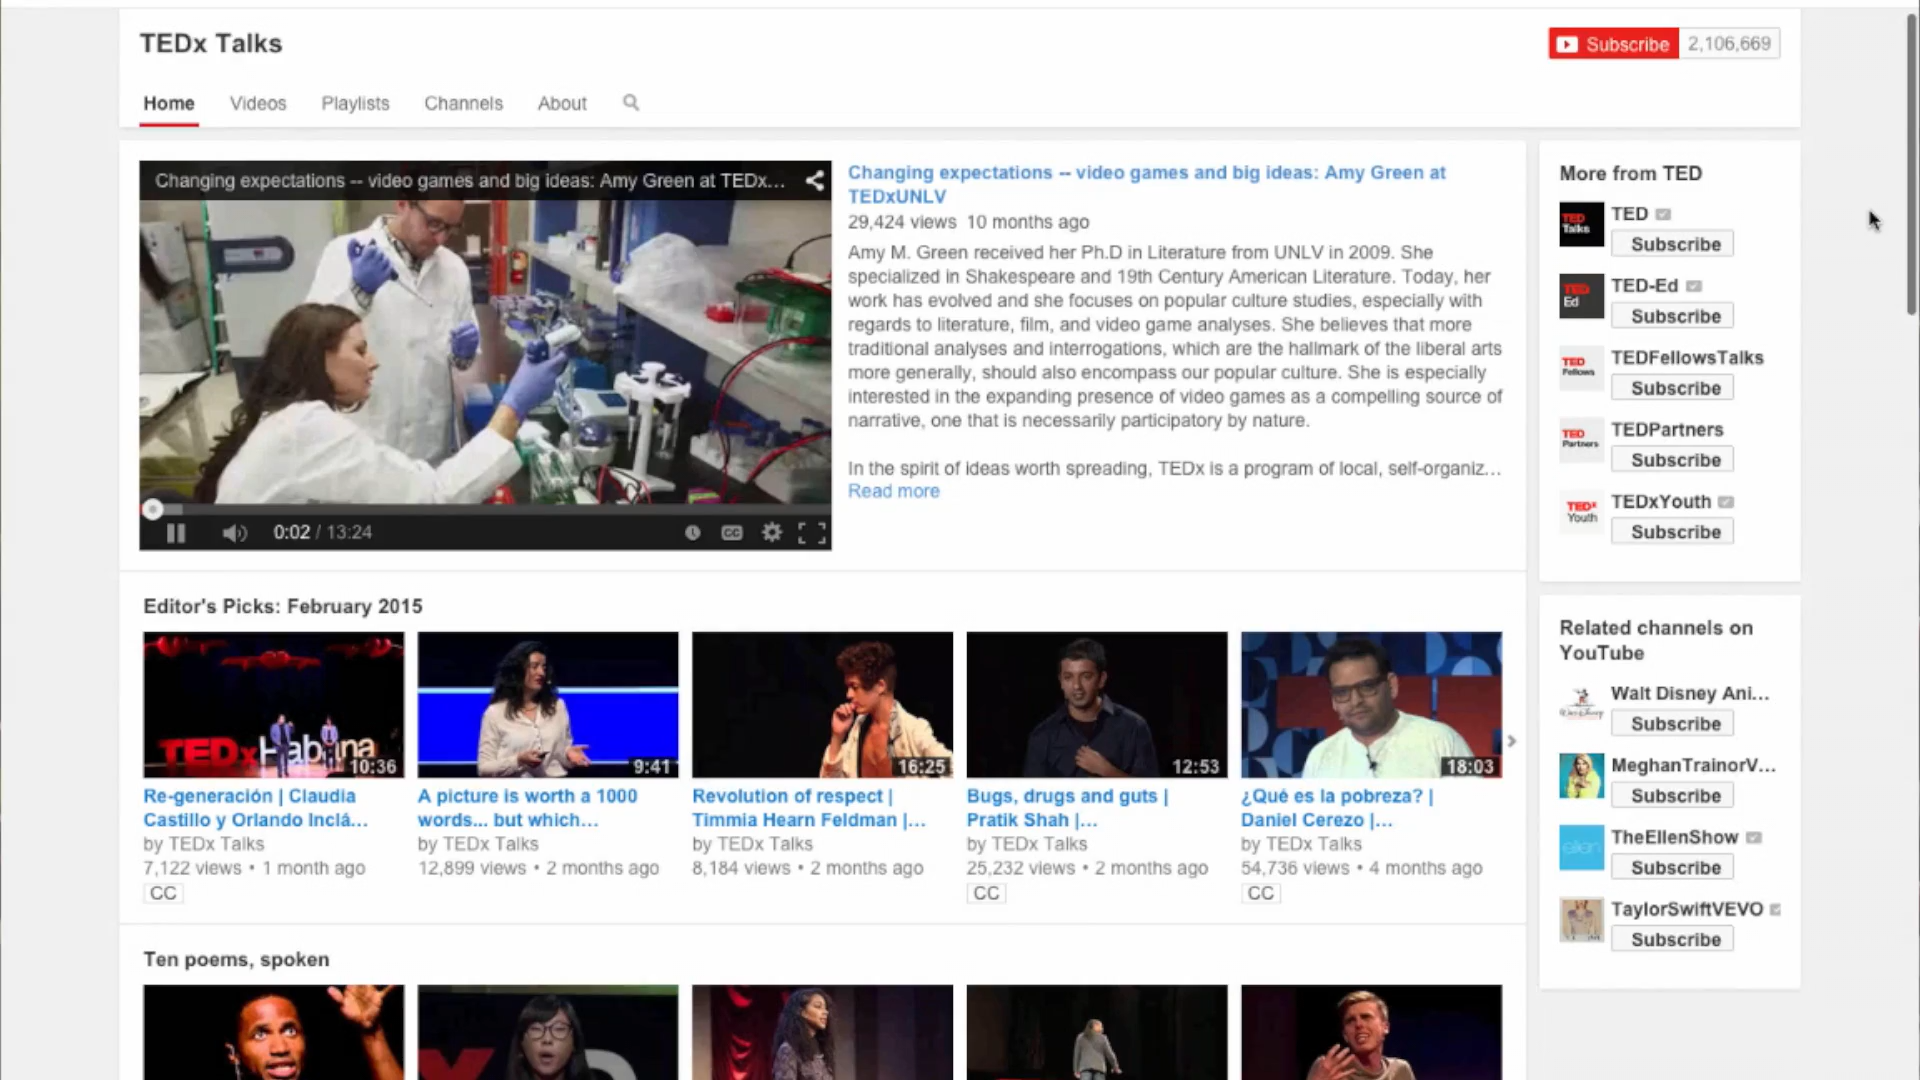 TEDx Talks
Subscribe 2,106,669
Home Videos Playlists Channels About
Changing expectations -- video games and big ideas: Amy Green at TEDx...
0:02 / 13:24
CC
Changing expectations -- video games and big ideas: Amy Green at
TEDxUNLV
29,424 views 10 months ago
Amy M. Green received her Ph.D in Literature from UNLV in 2009. She
specialized in Shakespeare and 19th Century American Literature. Today, her
work has evolved and she focuses on popular culture studies, especially with
regards to literature, film, and video game analyses. She believes that more
traditional analyses and interrogations, which are the hallmark of the liberal arts
more generally, should also encompass our popular culture. She is especially
interested in the expanding presence of video games as a compelling source of
narrative, one that is necessarily participatory by nature.
In the spirit of ideas worth spreading, TEDx is a program of local, self-organiz...
Read more
More from TED
TED
Talks
TED
Subscribe
TED
Ed
TED-Ed
Subscribe
TED
Fellows
TEDFellowsTalks
Subscribe
TED
Partners
TEDPartners
Subscribe
TEDx
Youth
TEDxYouth
Subscribe
Editor's Picks: February 2015
TEDxHabana
10:36
9:41
16:25
12:53
18:03
Re-generación | Claudia
Castillo y Orlando Inclá...
by TEDx Talks
7,122 views • 1 month ago
CC
A picture is worth a 1000
words... but which...
by TEDx Talks
12,899 views • 2 months ago
Revolution of respect |
Timmia Hearn Feldman |...
by TEDx Talks
8,184 views • 2 months ago
Bugs, drugs and guts |
Pratik Shah |...
by TEDx Talks
25,232 views • 2 months ago
CC
¿Qué es la pobreza? |
Daniel Cerezo |...
by TEDx Talks
54,736 views • 4 months ago
CC
Related channels on
YouTube
Walt Disney Ani...
Subscribe
MeghanTrainorV...
Subscribe
ellen
TheEllenShow
Subscribe
TaylorSwiftVEVO
Subscribe
Ten poems, spoken